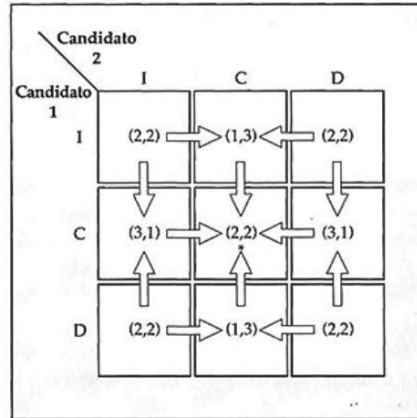 Candidato
2
Candidato
1
I C D
I (2,2) (1,3) (2,2)
C (3,1) (2,2) (3,1)
*
D (2,2) (1,3) (2,2)